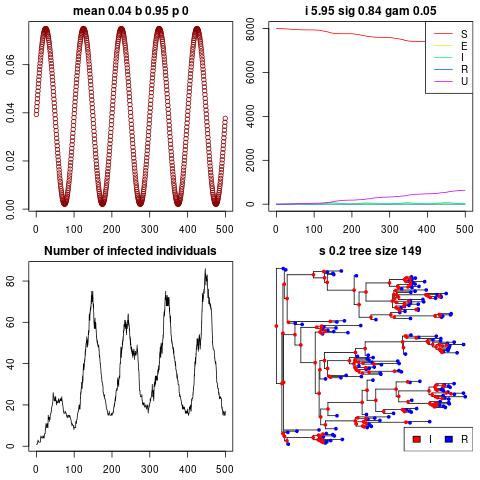 mean 0.04 b 0.95 p 0
0.00 0.02 0.04 0.06
0 100 200 300 400 500
i 5.95 sig 0.84 gam 0.05
0 2000 4000 6000 8000
0 100 200 300 400 500
S
E
I
R
U
Number of infected individuals
0 20 40 60 80
0 100 200 300 400 500
s 0.2 tree size 149
I R